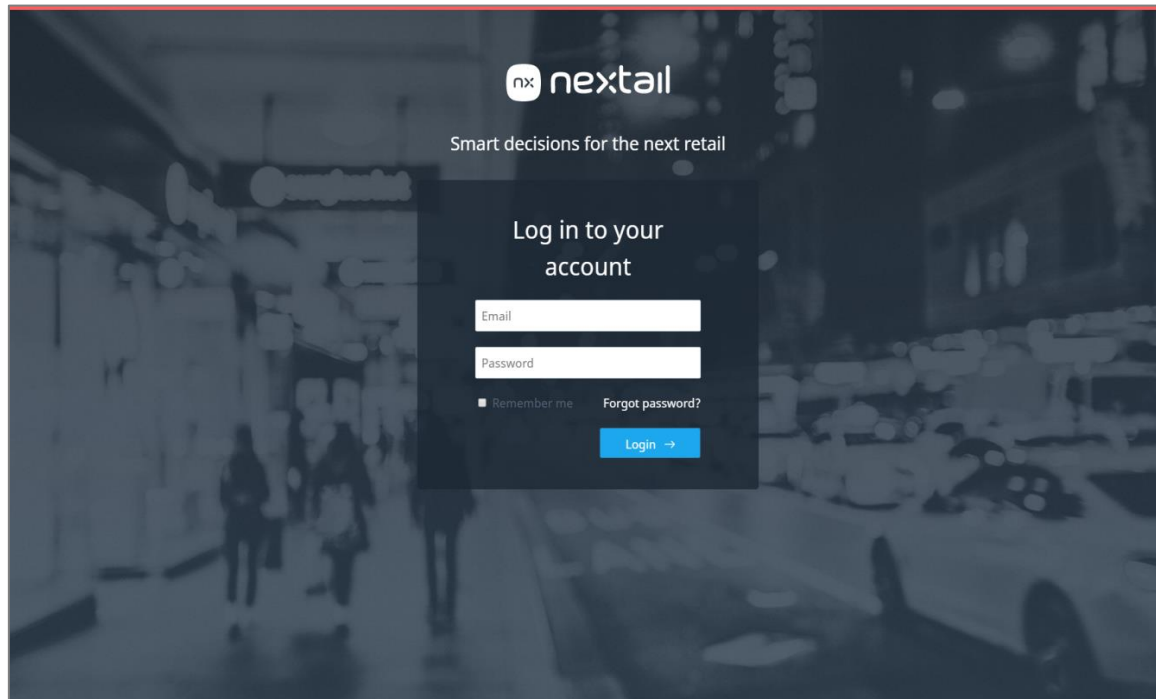 nx nextail
Smart decisions for the next retail
Log in to your
account
Email
Password
Remember me Forgot password?
Login →